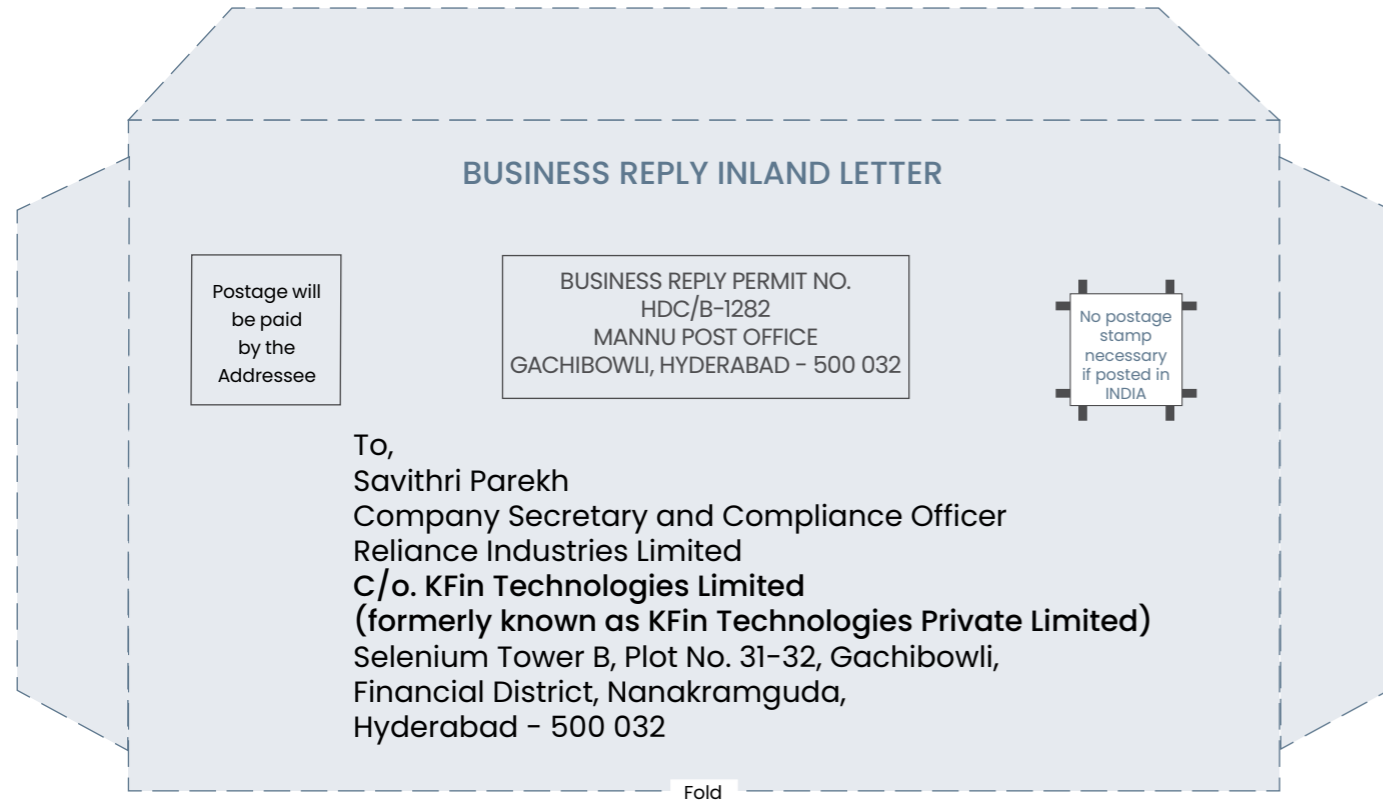 BUSINESS REPLY INLAND LETTER
Postage will
be paid
by the
Addressee
BUSINESS REPLY PERMIT NO.
HDC/B-1282
MANNU POST OFFICE
GACHIBOWLI, HYDERABAD - 500 032
No postage
stamp
necessary
if posted in
INDIA
To,
Savithri Parekh
Company Secretary and Compliance Officer
Reliance Industries Limited
C/o. KFin Technologies Limited
(formerly known as KFin Technologies Private Limited)
Selenium Tower B, Plot No. 31-32, Gachibowli,
Financial District, Nanakramguda,
Hyderabad - 500 032
Fold